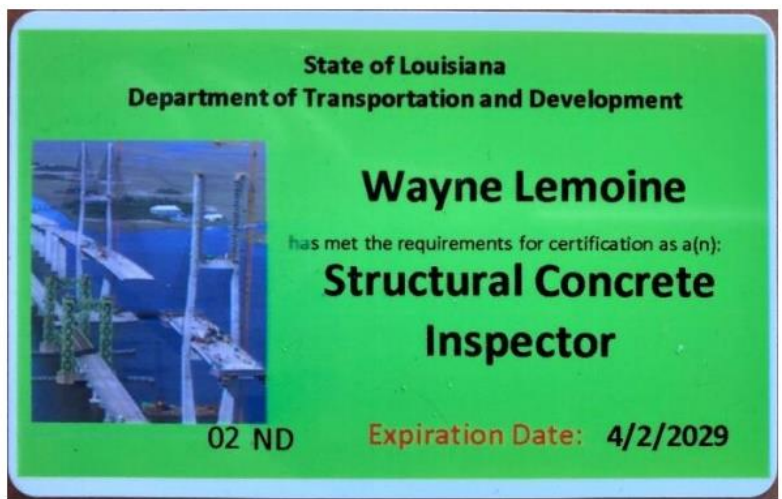 State of Louisiana
Department of Transportation and Development
Wayne Lemoine
has met the requirements for certification as a(n):
Structural Concrete
Inspector
02 ND Expiration Date: 4/2/2029